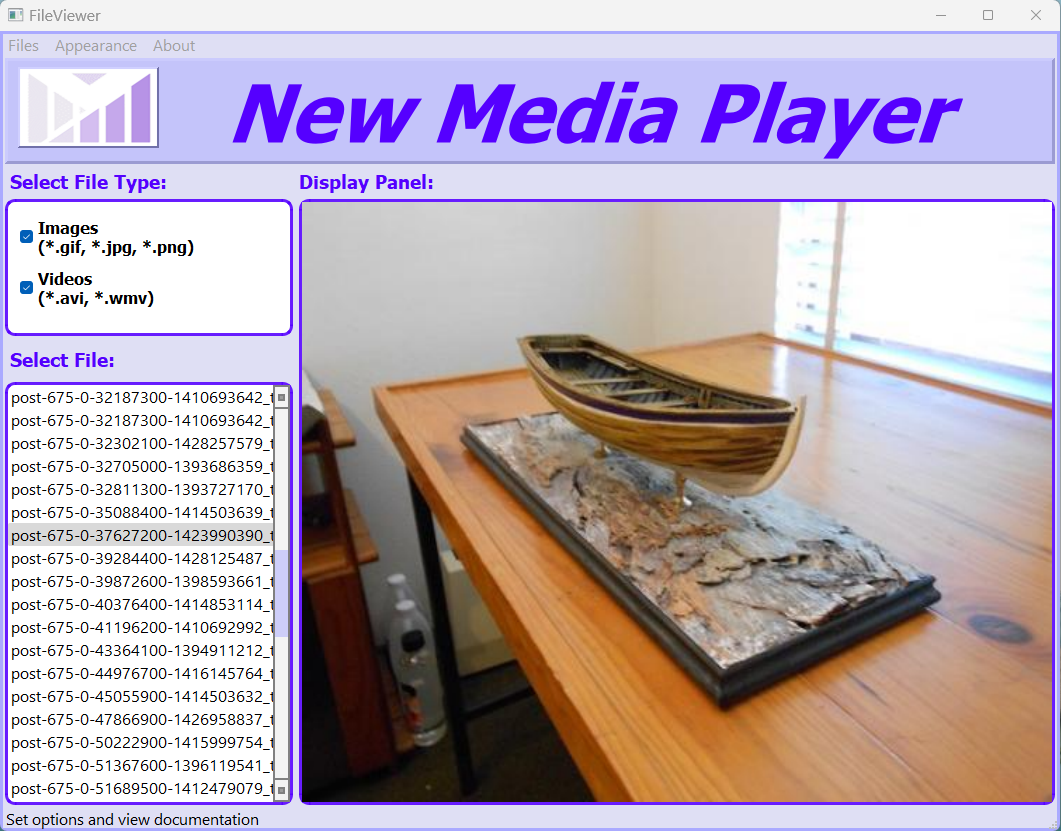 FileViewer
Files Appearance About
New Media Player
Select File Type:
Images
(*.gif, *.jpg, *.png)
Videos
(*.avi, *.wmv)
Select File:
post-675-0-32187300-1410693642_t
post-675-0-32187300-1410693642_t
post-675-0-32302100-1428257579_t
post-675-0-32705000-1393686359_t
post-675-0-32811300-1393727170_t
post-675-0-35088400-1414503639_t
post-675-0-37627200-1423990390_t
post-675-0-39284400-1428125487_t
post-675-0-39872600-1398593661_t
post-675-0-40376400-1414853114_t
post-675-0-41196200-1410692992_t
post-675-0-43364100-1394911212_t
post-675-0-44976700-1416145764_t
post-675-0-45055900-1414503632_t
post-675-0-47866900-1426958837_t
post-675-0-50222900-1415999754_t
post-675-0-51367600-1396119541_t
post-675-0-51689500-1412479079_t
Display Panel:
Set options and view documentation